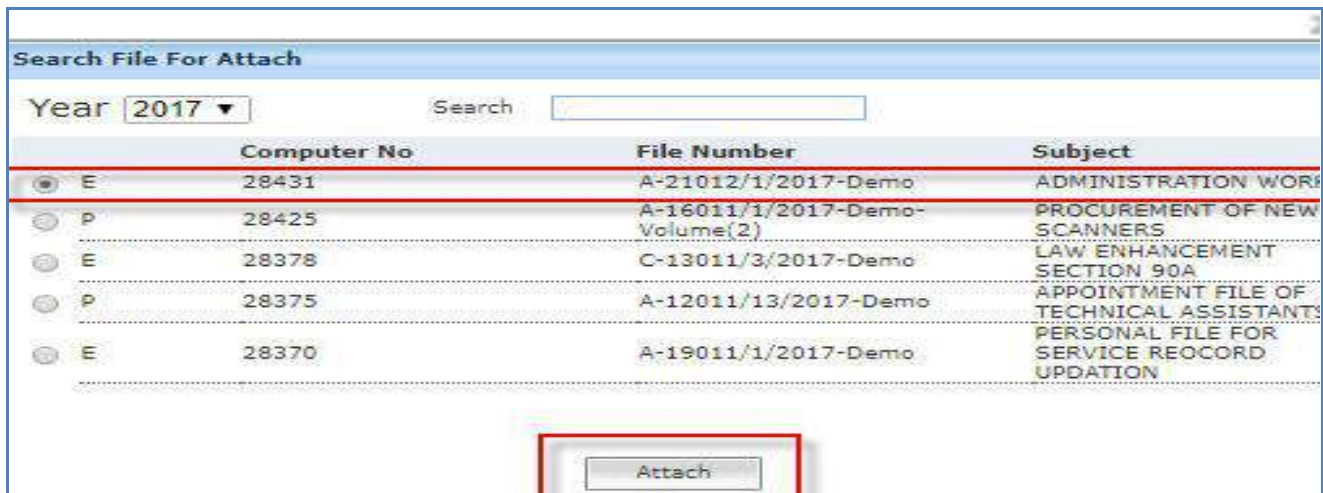 Search File For Attach
Year 2017 Search
Computer No File Number Subject
E 28431 A-21012/1/2017-Demo ADMINISTRATION WORK
P 28425 A-16011/1/2017-Demo-Volume(2) PROCUREMENT OF NEW SCANNERS
E 28378 C-13011/3/2017-Demo LAW ENHANCEMENT SECTION 90A
P 28375 A-12011/13/2017-Demo APPOINTMENT FILE OF TECHNICAL ASSISTANTS
E 28370 A-19011/1/2017-Demo PERSONAL FILE FOR SERVICE REOCORD UPDATION
Attach